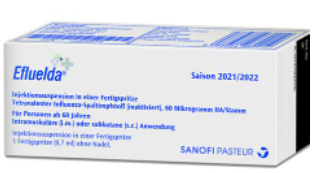 Efluelda®
Saison 2021/2022
Injektionssuspension in einer Fertigspritze
Tetravalenter Influenza-Spaltimpfstoff (inaktiviert), 60 Mikrogramm HA/Stamm
Für Personen ab 60 Jahren
Intramuskuläre (i.m.) oder subkutane (s.c.) Anwendung
Injektionssuspension in einer Fertigspritze
1 Fertigspritze (0,7 ml) ohne Nadel.
SANOFI PASTEUR